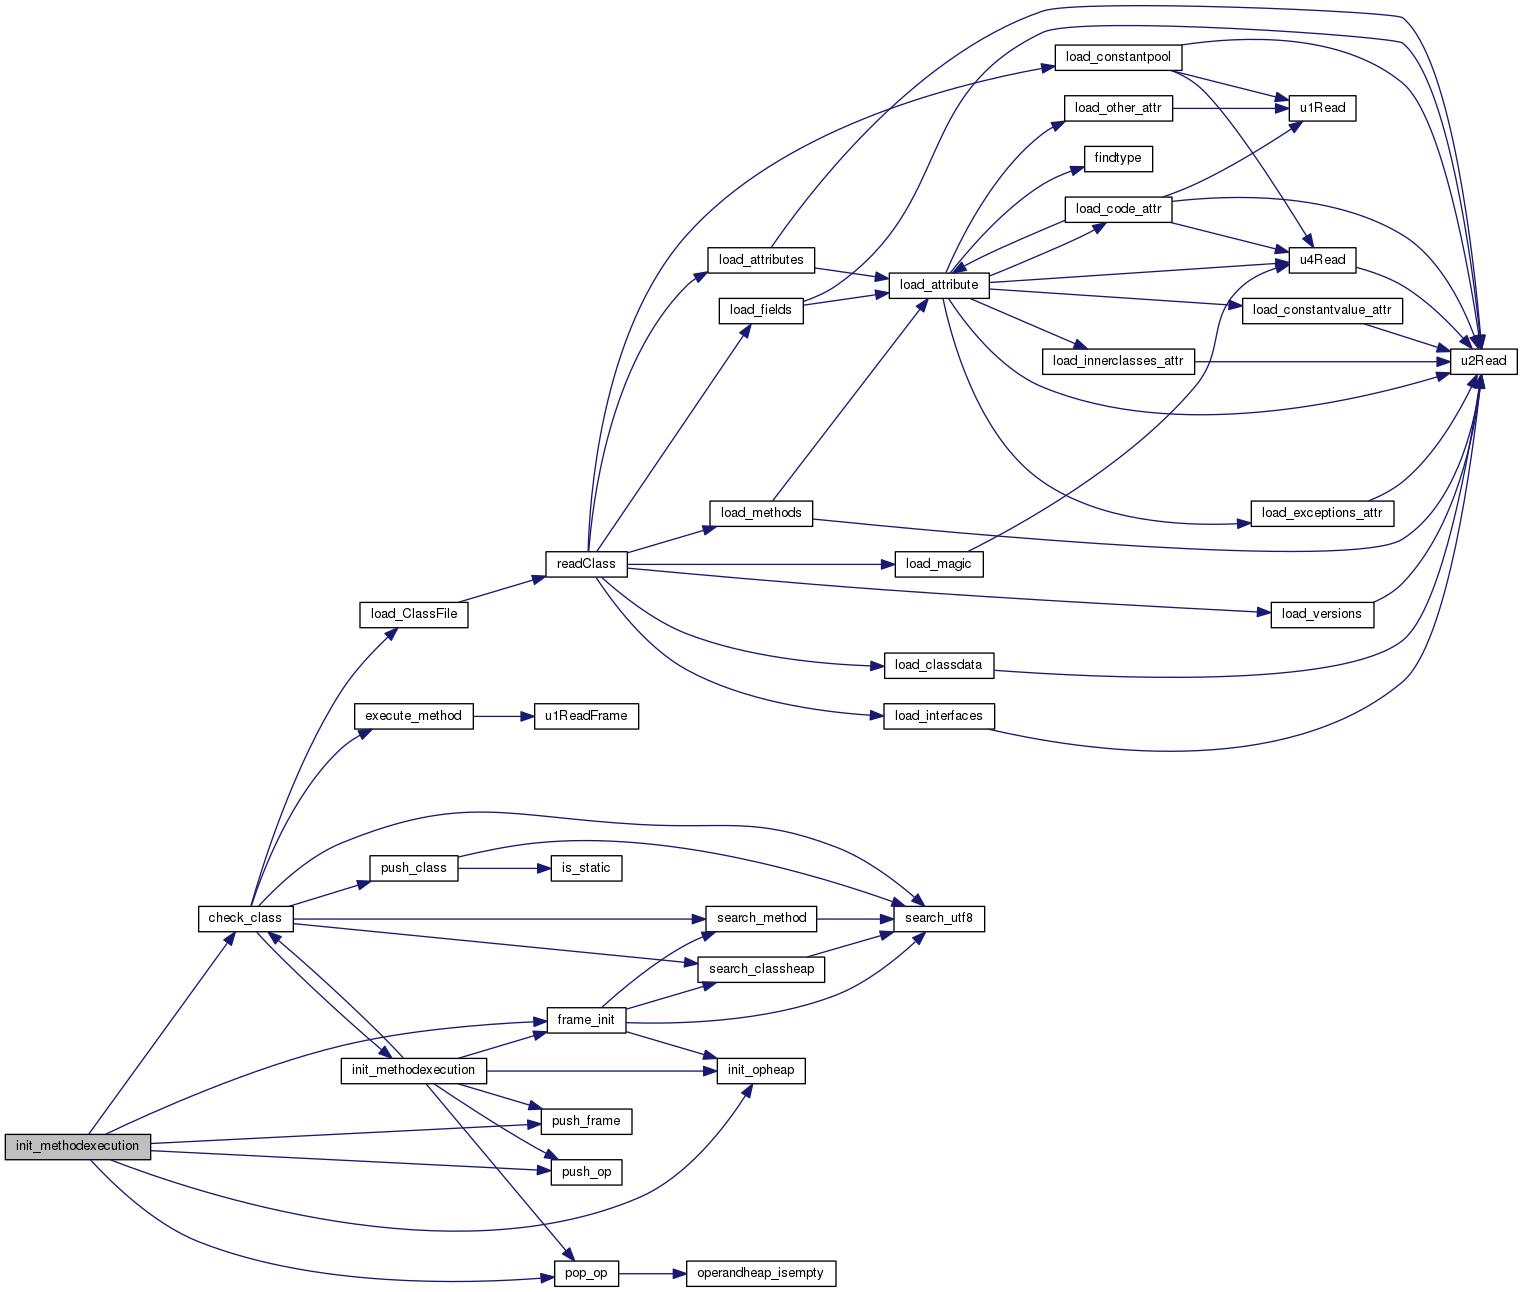 load_constantpool
load_other_attr
u1Read
findtype
load_code_attr
load_attributes
u4Read
load_attribute
load_fields
load_constantvalue_attr
load_innerclasses_attr
u2Read
load_methods
load_exceptions_attr
readClass
load_magic
load_ClassFile
load_versions
load_classdata
execute_method
u1ReadFrame
load_interfaces
push_class
is_static
check_class
search_method
search_utf8
search_classheap
frame_init
init_methodexecution
init_opheap
push_frame
init_methodexecution
push_op
pop_op
operandheap_isempty